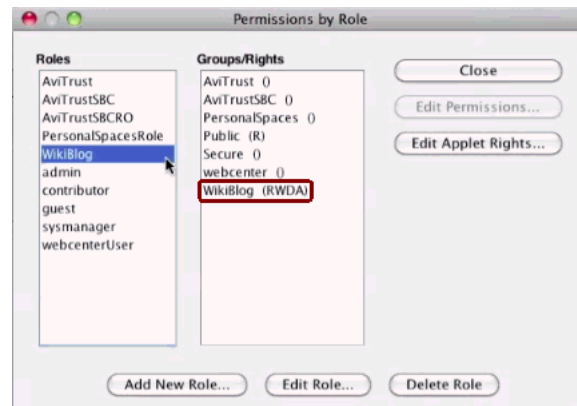 Permissions by Role
Roles
AviTrust
AviTrustSBC
AviTrustSBCRO
PersonalSpacesRole
WikiBlog
admin
contributor
guest
sysmanager
webcenterUser
Groups/Rights
AviTrust ()
AviTrustSBC ()
PersonalSpaces ()
Public (R)
Secure ()
webcenter ()
WikiBlog (RWDA)
Close
Edit Permissions...
Edit Applet Rights...
Add New Role...
Edit Role...
Delete Role